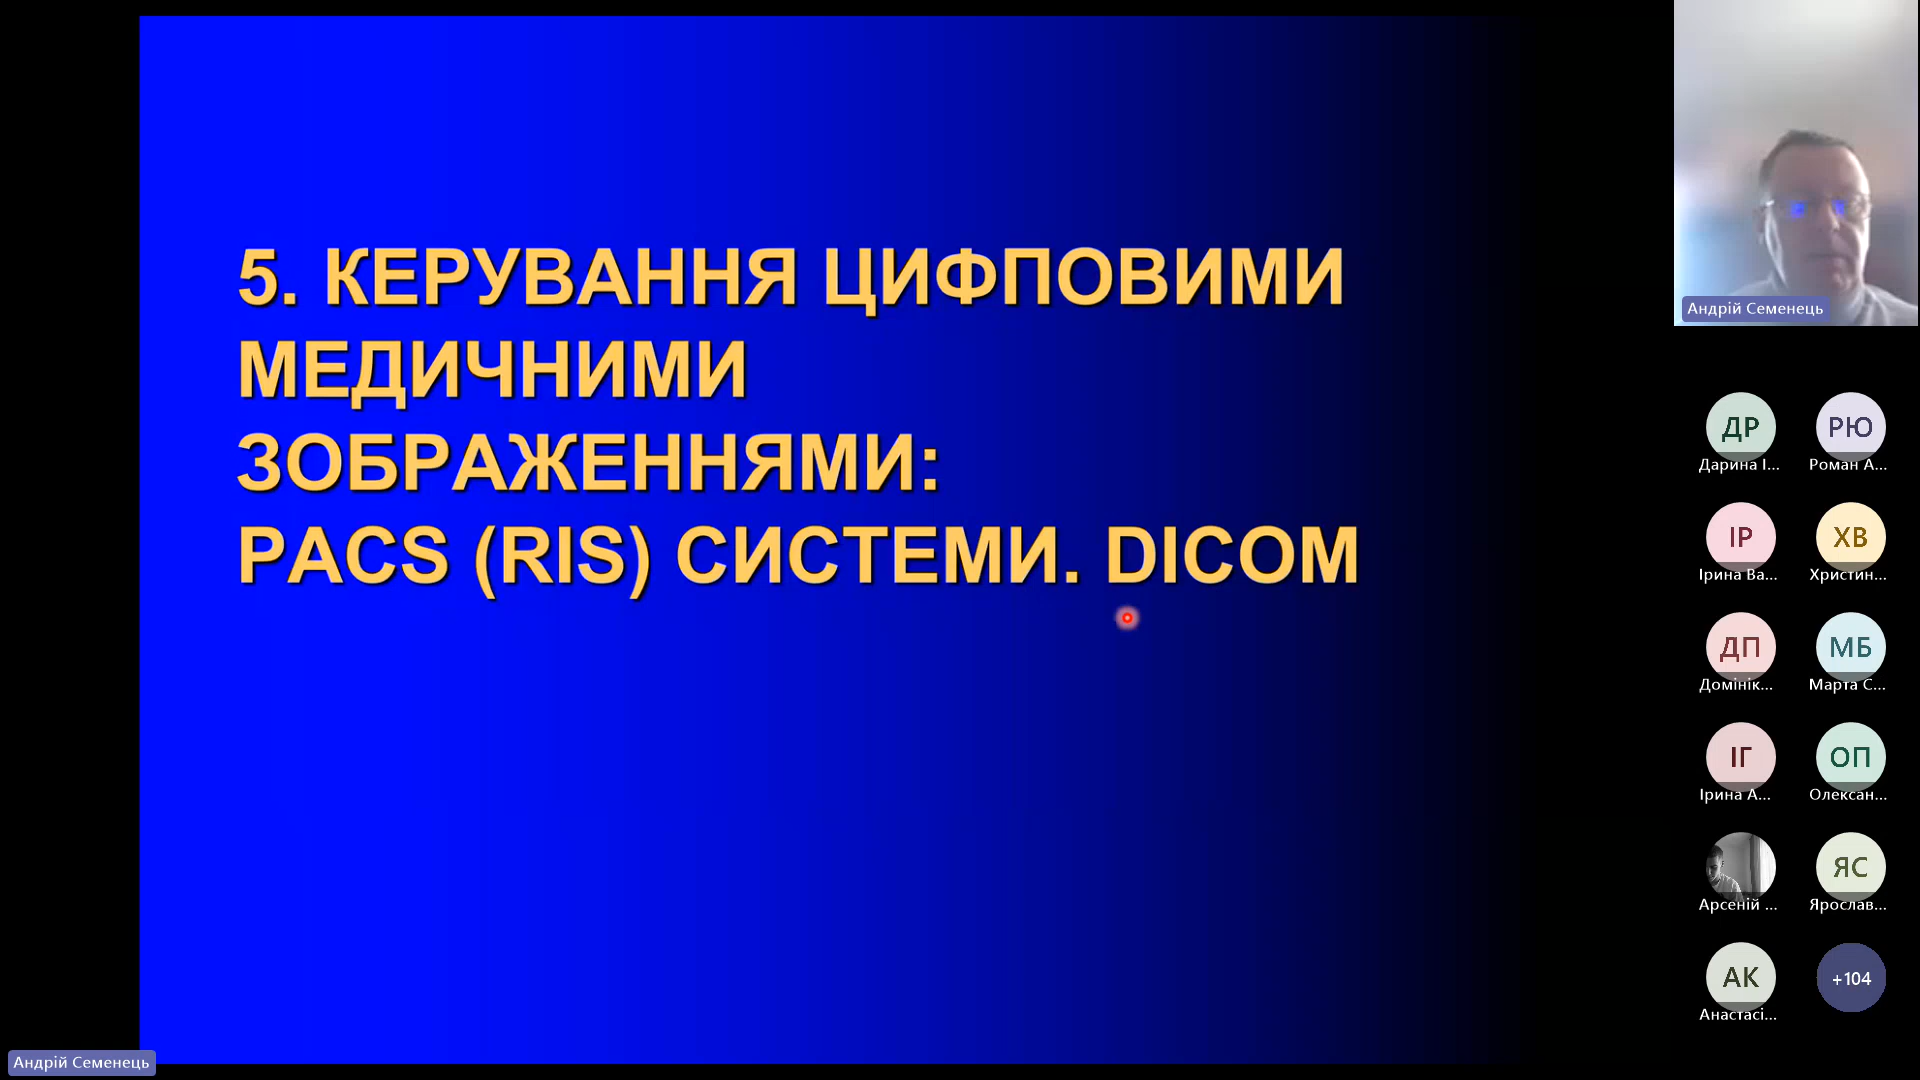 5. КЕРУВАННЯ ЦИФПОВИМИ
МЕДИЧНИМИ
ЗОБРАЖЕННЯМИ:
PACS (RIS) СИСТЕМИ. DICOM
Андрій Семенець
ДР
Дарина І...
РЮ
Роман А...
ІР
Ірина Ва...
ХВ
Христин...
ДП
Домінік...
МБ
Марта С...
ІГ
Ірина А...
ОП
Олексан...
Арсеній ...
ЯС
Ярослав...
АК
Анастасі...
+104
Андрій Семенець